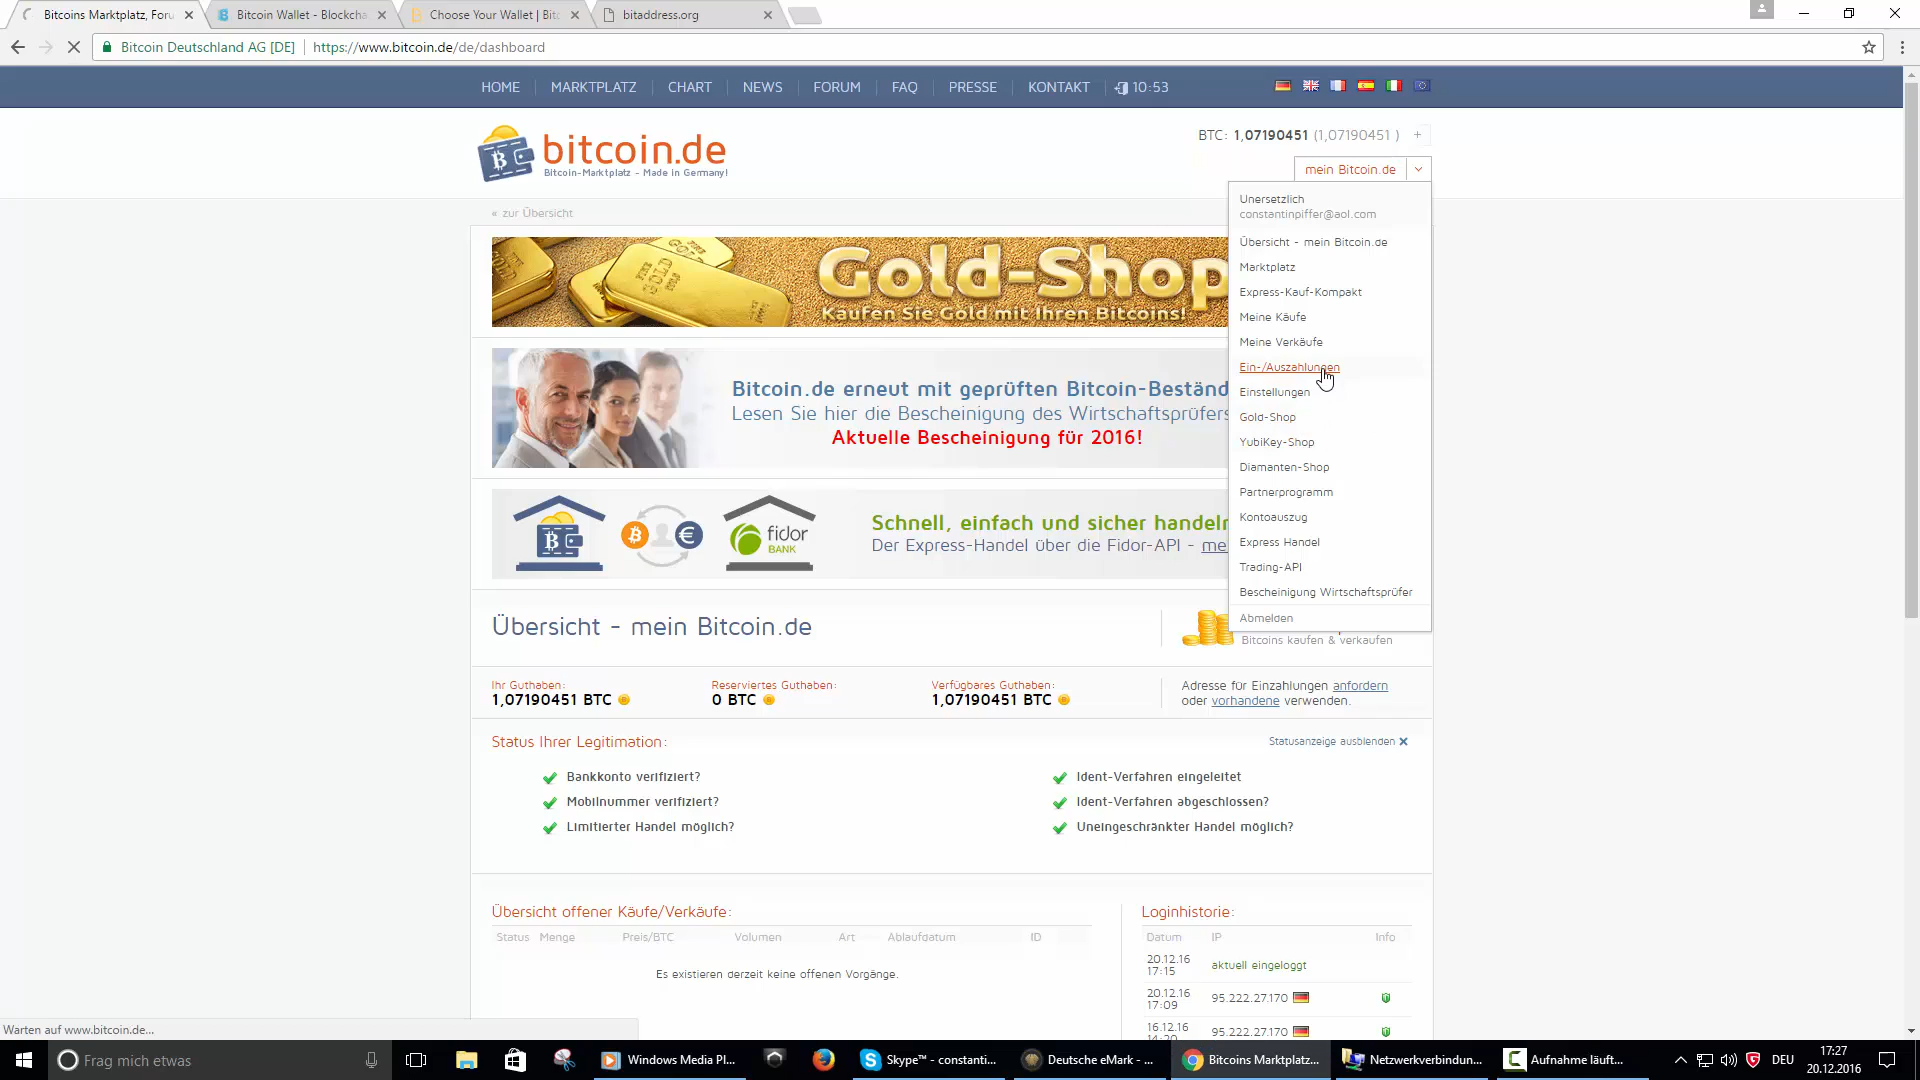 Bitcoins Marktplatz, Foru
Bitcoin Wallet - Blockcha
Choose Your Wallet | Bit
bitaddress.org
Bitcoin Deutschland AG [DE]
https://www.bitcoin.de/de/dashboard
HOME
MARKTPLATZ
CHART
NEWS
FORUM
FAQ
PRESSE
KONTAKT
10:53
bitcoin.de
Bitcoin-Marktplatz - Made in Germany!
BTC: 1,07190451 (1,07190451 ) +
mein Bitcoin.de
« zur Übersicht
Unersetzlich
constantinpiffer@aol.com
Übersicht - mein Bitcoin.de
Marktplatz
Express-Kauf-Kompakt
Meine Käufe
Meine Verkäufe
Ein-/Auszahlungen
Einstellungen
Gold-Shop
YubiKey-Shop
Diamanten-Shop
Partnerprogramm
Kontoauszug
Express Handel
Trading-API
Bescheinigung Wirtschaftsprüfer
Abmelden
Gold-Shop
Kaufen Sie Gold mit Ihren Bitcoins!
Bitcoin.de erneut mit geprüften Bitcoin-Beständ
Lesen Sie hier die Bescheinigung des Wirtschaftsprüfers
Aktuelle Bescheinigung für 2016!
fidor
BANK
Schnell, einfach und sicher handeln
Der Express-Handel über die Fidor-API - me
Übersicht - mein Bitcoin.de
Bitcoins kaufen & verkaufen
Ihr Guthaben:
1,07190451 BTC
Reserviertes Guthaben:
0 BTC
Verfügbares Guthaben:
1,07190451 BTC
Adresse für Einzahlungen anfordern
oder vorhandene verwenden.
Status Ihrer Legitimation:
Statusanzeige ausblenden
Bankkonto verifiziert?
Mobilnummer verifiziert?
Limitierter Handel möglich?
Ident-Verfahren eingeleitet
Ident-Verfahren abgeschlossen?
Uneingeschränkter Handel möglich?
Übersicht offener Käufe/Verkäufe:
Status Menge Preis/BTC Volumen Art Ablaufdatum ID
Es existieren derzeit keine offenen Vorgänge.
Loginhistorie:
Datum IP Info
20.12.16
17:15
aktuell eingeloggt
20.12.16
17:09
95.222.27.170
16.12.16
14:20
95.222.27.170
Warten auf www.bitcoin.de...
Frag mich etwas
Windows Media Pl...
Skype™ - constanti...
Deutsche eMark - ...
Bitcoins Marktplatz...
Netzwerkverbindun...
Aufnahme läuft...
DEU
17:27
20.12.2016